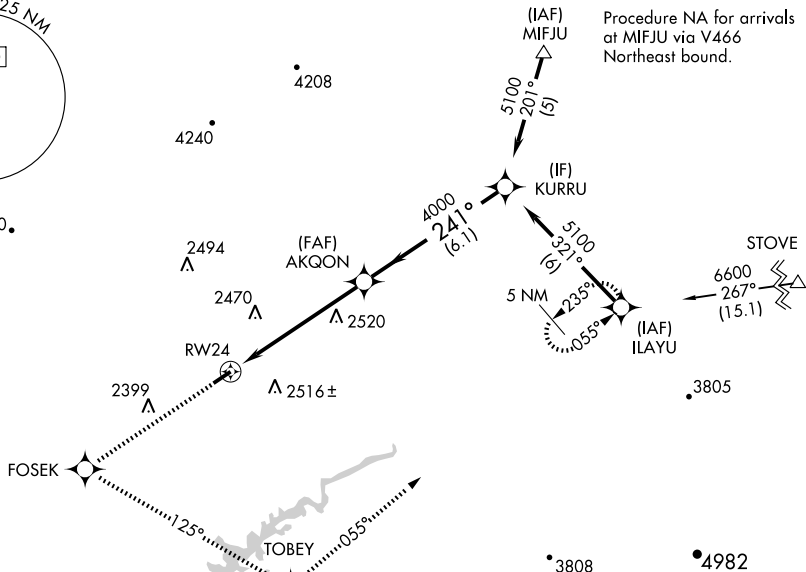 25 NM
(IAF)
MIFJU
Procedure NA for arrivals
at MIFJU via V466
Northeast bound.
5100
201°
(5)
4208
4240
(IF)
KURRU
4000
241°
(6.1)
5100
321°
(6)
STOVE
6600
267°
(15.1)
0
2494
(FAF)
AKQON
2470
2520
5 NM
235°
055°
(IAF)
ILAYU
RW24
2399
2516±
3805
FOSEK
125°
TOBEY
055°
3808
4982